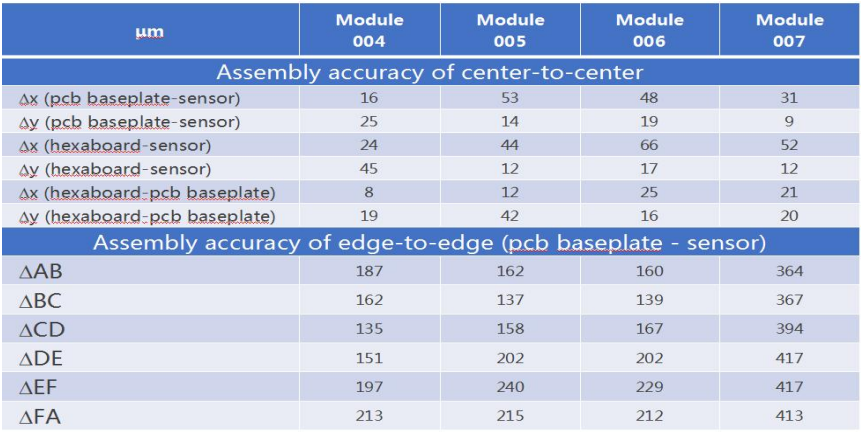 µm Module 004 Module 005 Module 006 Module 007
Assembly accuracy of center-to-center
Δx (pcb baseplate-sensor) 16 53 48 31
Δy (pcb baseplate-sensor) 25 14 19 9
Δx (hexaboard-sensor) 24 44 66 52
Δy (hexaboard-sensor) 45 12 17 12
Δx (hexaboard-pcb baseplate) 8 12 25 21
Δy (hexaboard-pcb baseplate) 19 42 16 20
Assembly accuracy of edge-to-edge (pcb baseplate - sensor)
ΔAB 187 162 160 364
ΔBC 162 137 139 367
ΔCD 135 158 167 394
ΔDE 151 202 202 417
ΔEF 197 240 229 417
ΔFA 213 215 212 413